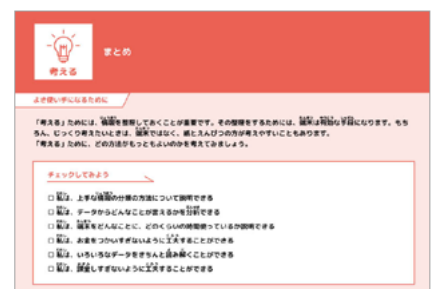 考える
まとめ
よき使い手になるために
「考える」ためには、情報を整理しておくことが重要です。その整理をするためには、端末は有効な手段になります。もち
ろん、じっくり考えたいときは、端末ではなく、紙とえんぴつの方が考えやすいこともあります。
「考える」ために、どの方法がもっともよいのかを考えてみましょう。
チェックしてみよう
□ 私は、上手な情報の分類の方法について説明できる
□ 私は、データからどんなことが言えるかを分析できる
□ 私は、端末をどんなことに、どのくらいの時間使っているか説明できる
□ 私は、お金をつかいすぎないように工夫することができる
□ 私は、いろいろなデータをきちんと読み解くことができる
□ 私は、課金しすぎないように工夫することができる